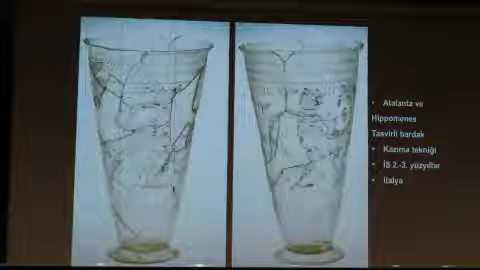 • Atalanta ve
Hippomenes
Tasvirli bardak
• Kazıma tekniği
• İS 2.-3. yüzyıllar
• İtalya